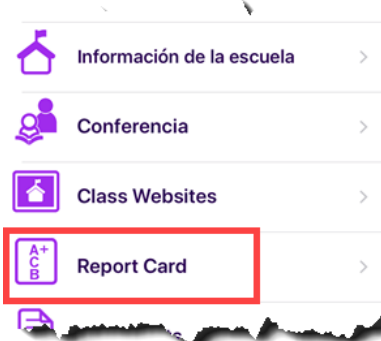 Información de la escuela
Conferencia
Class Websites
A+
C
B
Report Card